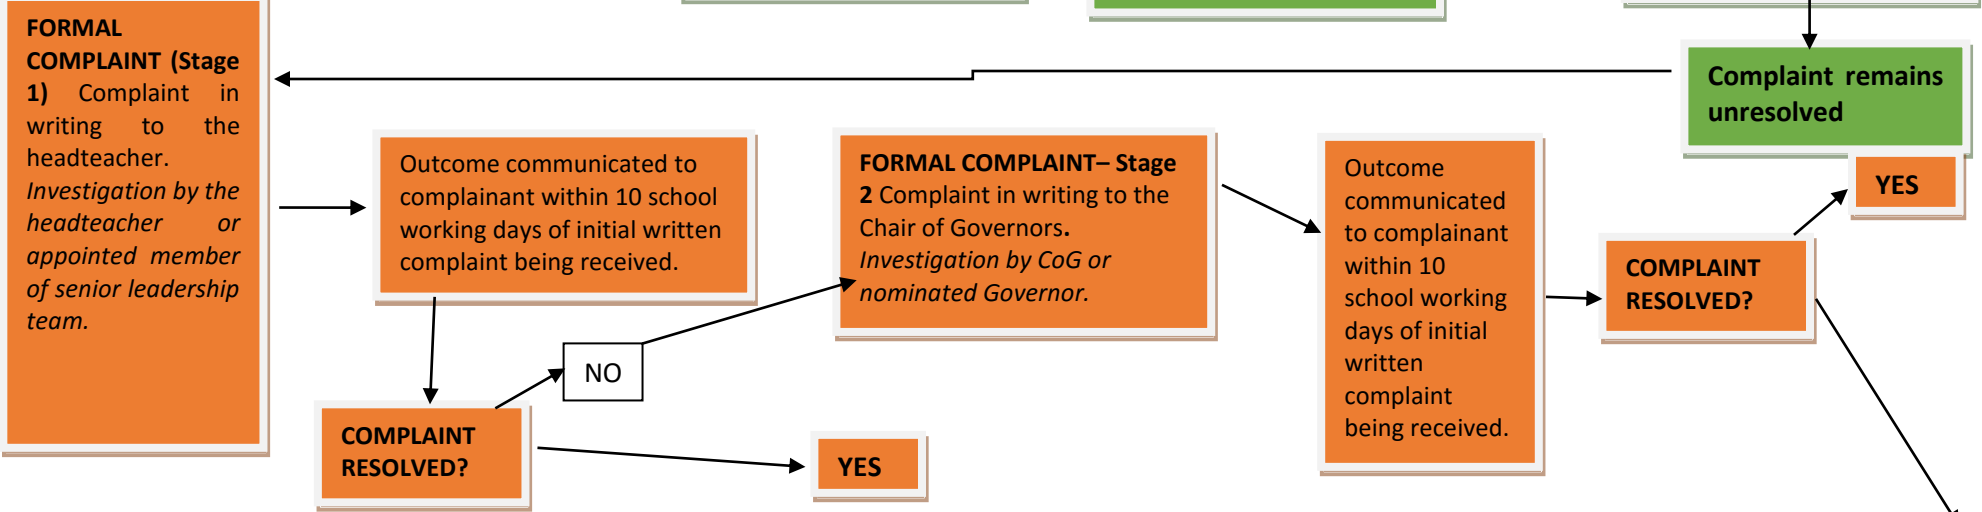 FORMAL
COMPLAINT (Stage
1) Complaint in
writing to the
headteacher.
Investigation by the
headteacher or
appointed member
of senior leadership
team.
Outcome communicated to
complainant within 10 school
working days of initial written
complaint being received.
COMPLAINT
RESOLVED?
NO
YES
FORMAL COMPLAINT– Stage
2 Complaint in writing to the
Chair of Governors.
Investigation by CoG or
nominated Governor.
Outcome
communicated
to complainant
within 10
school working
days of initial
written
complaint
being received.
COMPLAINT
RESOLVED?
YES
Complaint remains
unresolved